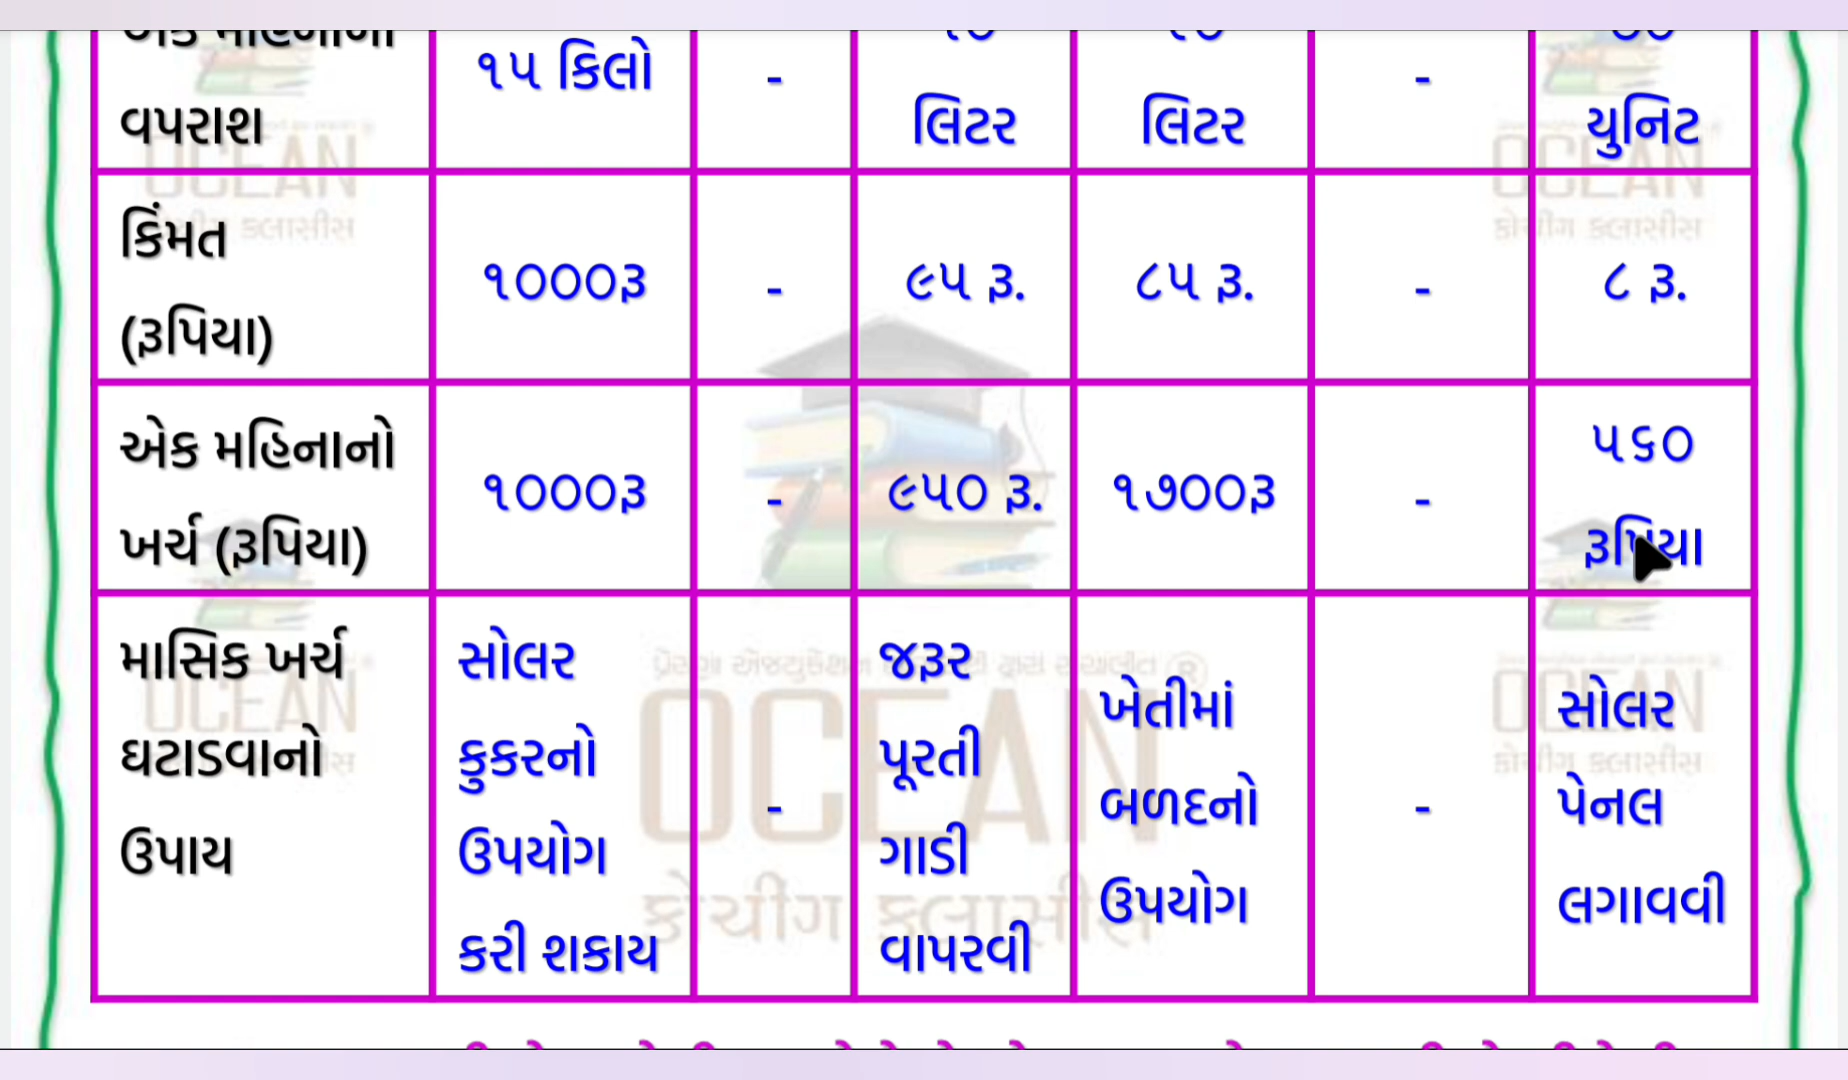 વપરાશ
૧૫ કિલો
-
લિટર
લિટર
-
યુનિટ
કિંમત
(રૂપિયા)
૧૦૦૦રૂ
-
૯૫ રૂ.
૮૫ રૂ.
-
૮ રૂ.
એક મહિનાનો
ખર્ચ (રૂપિયા)
૧૦૦૦રૂ
-
૯૫૦ રૂ.
૧૭૦૦રૂ
-
૫૬૦
રૂપિયા
માસિક ખર્ચ
ઘટાડવાનો
ઉપાય
સોલર
કુકરનો
ઉપયોગ
કરી શકાય
-
જરૂર
પૂરતી
ગાડી
વાપરવી
ખેતીમાં
બળદનો
ઉપયોગ
-
સોલર
પેનલ
લગાવવી
OCEAN
કોચીંગ ક્લાસીસ